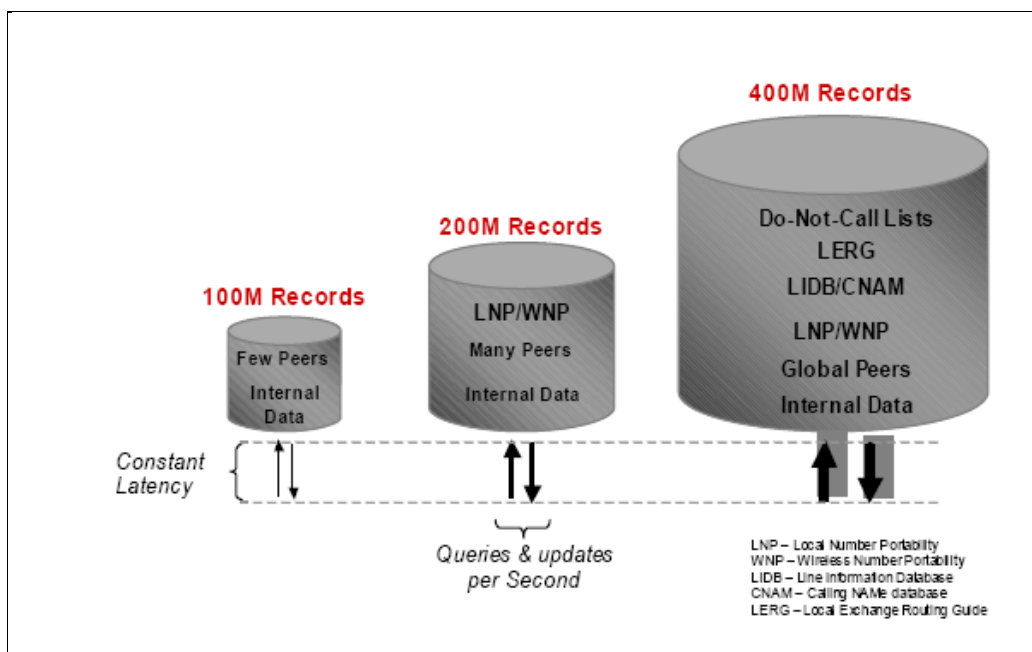 400M Records
Do-Not-Call Lists
LERG
LIDB/CNAM
LNP/WNP
Global Peers
Internal Data
200M Records
LNP/WNP
Many Peers
Internal Data
100M Records
Few Peers
Internal
Data
Constant
Latency
Queries & updates
per Second
LNP – Local Number Portability
WNP – Wireless Number Portability
LIDB – Line Information Database
CNAM – Calling NAMe database
LERG – Local Exchange Routing Guide